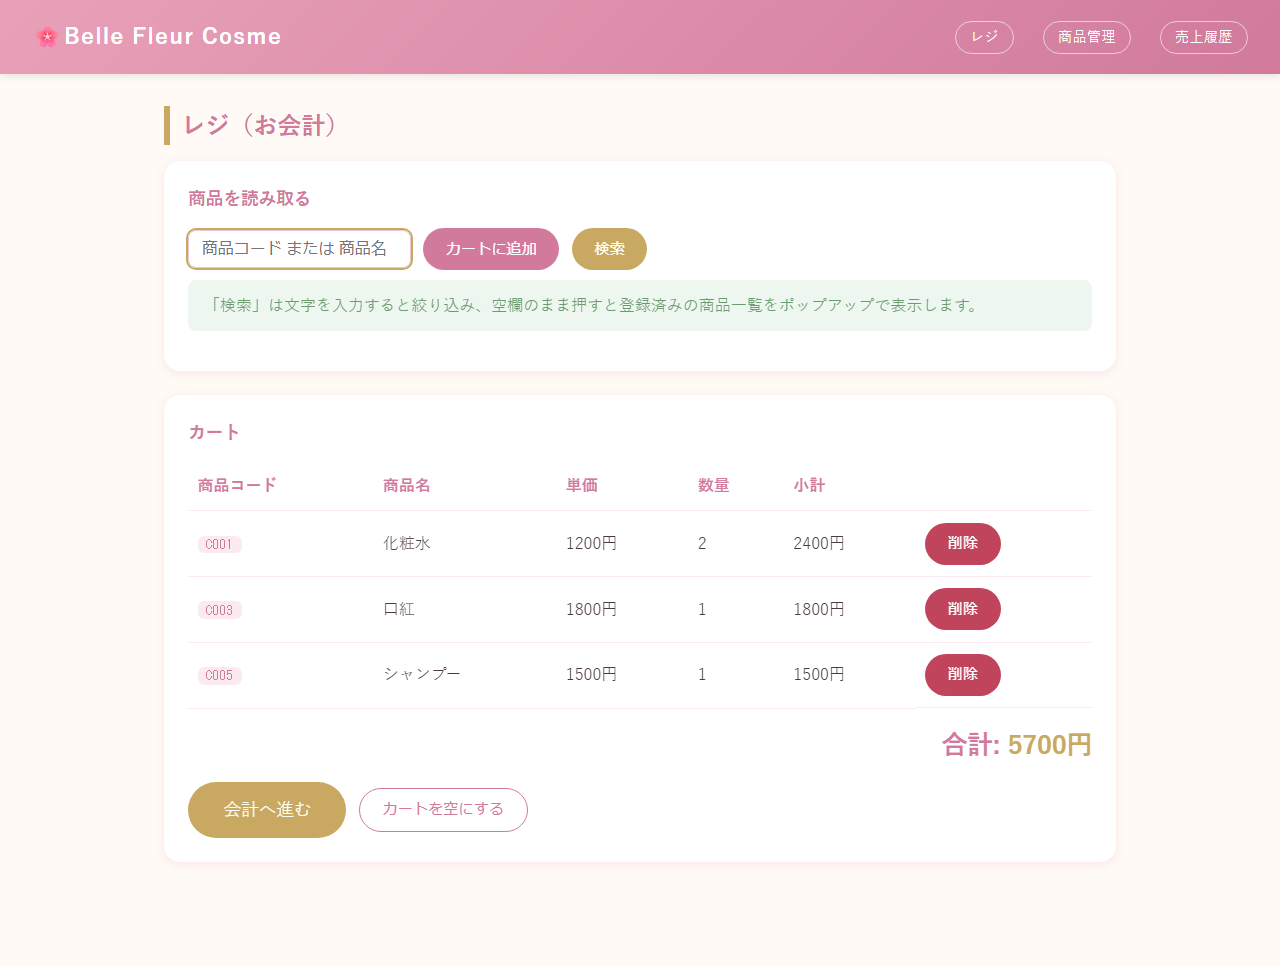 Belle Fleur Cosme
レジ
商品管理
売上履歴
レジ（お会計）
商品を読み取る
商品コード または 商品名
カートに追加
検索
「検索」は文字を入力すると絞り込み、空欄のまま押すと登録済みの商品一覧をポップアップで表示します。
カート
商品コード 商品名 単価 数量 小計
C001 化粧水 1200円 2 2400円 削除
C003 口紅 1800円 1 1800円 削除
C005 シャンプー 1500円 1 1500円 削除
合計: 5700円
会計へ進む
カートを空にする